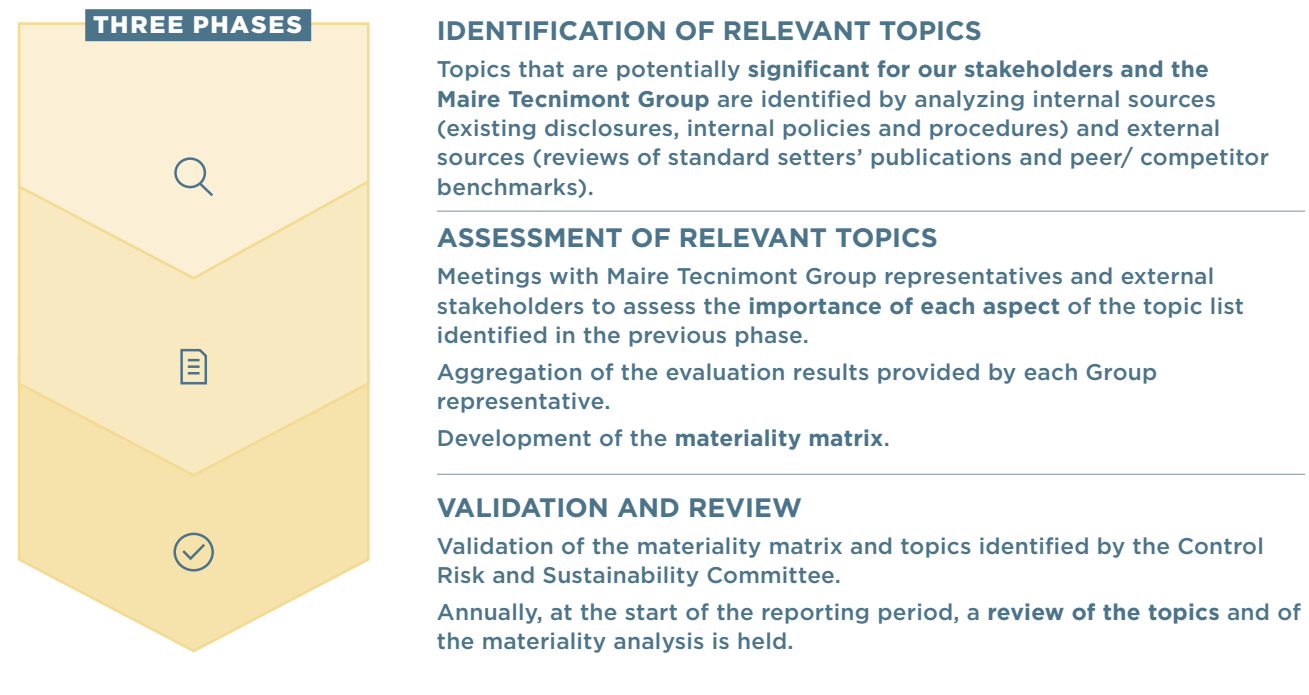 THREE PHASES
IDENTIFICATION OF RELEVANT TOPICS
Topics that are potentially significant for our stakeholders and the
Maire Tecnimont Group are identified by analyzing internal sources
(existing disclosures, internal policies and procedures) and external
sources (reviews of standard setters’ publications and peer/ competitor
benchmarks).
ASSESSMENT OF RELEVANT TOPICS
Meetings with Maire Tecnimont Group representatives and external
stakeholders to assess the importance of each aspect of the topic list
identified in the previous phase.
Aggregation of the evaluation results provided by each Group
representative.
Development of the materiality matrix.
VALIDATION AND REVIEW
Validation of the materiality matrix and topics identified by the Control
Risk and Sustainability Committee.
Annually, at the start of the reporting period, a review of the topics and of
the materiality analysis is held.